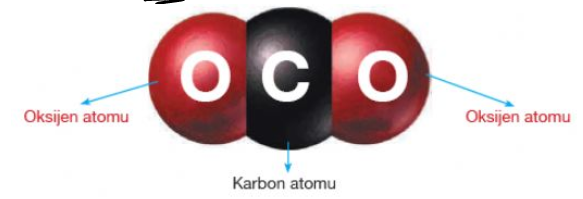 O C O
Oksijen atomu
Oksijen atomu
Karbon atomu